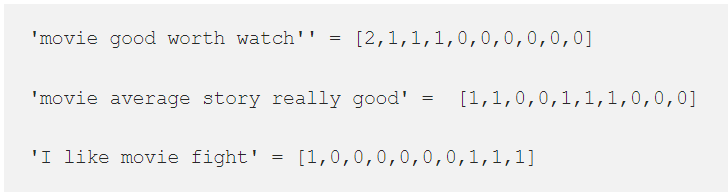 'movie good worth watch'' = [2,1,1,1,0,0,0,0,0,0]
'movie average story really good' = [1,1,0,0,1,1,1,0,0,0]
'I like movie fight' = [1,0,0,0,0,0,0,1,1,1]